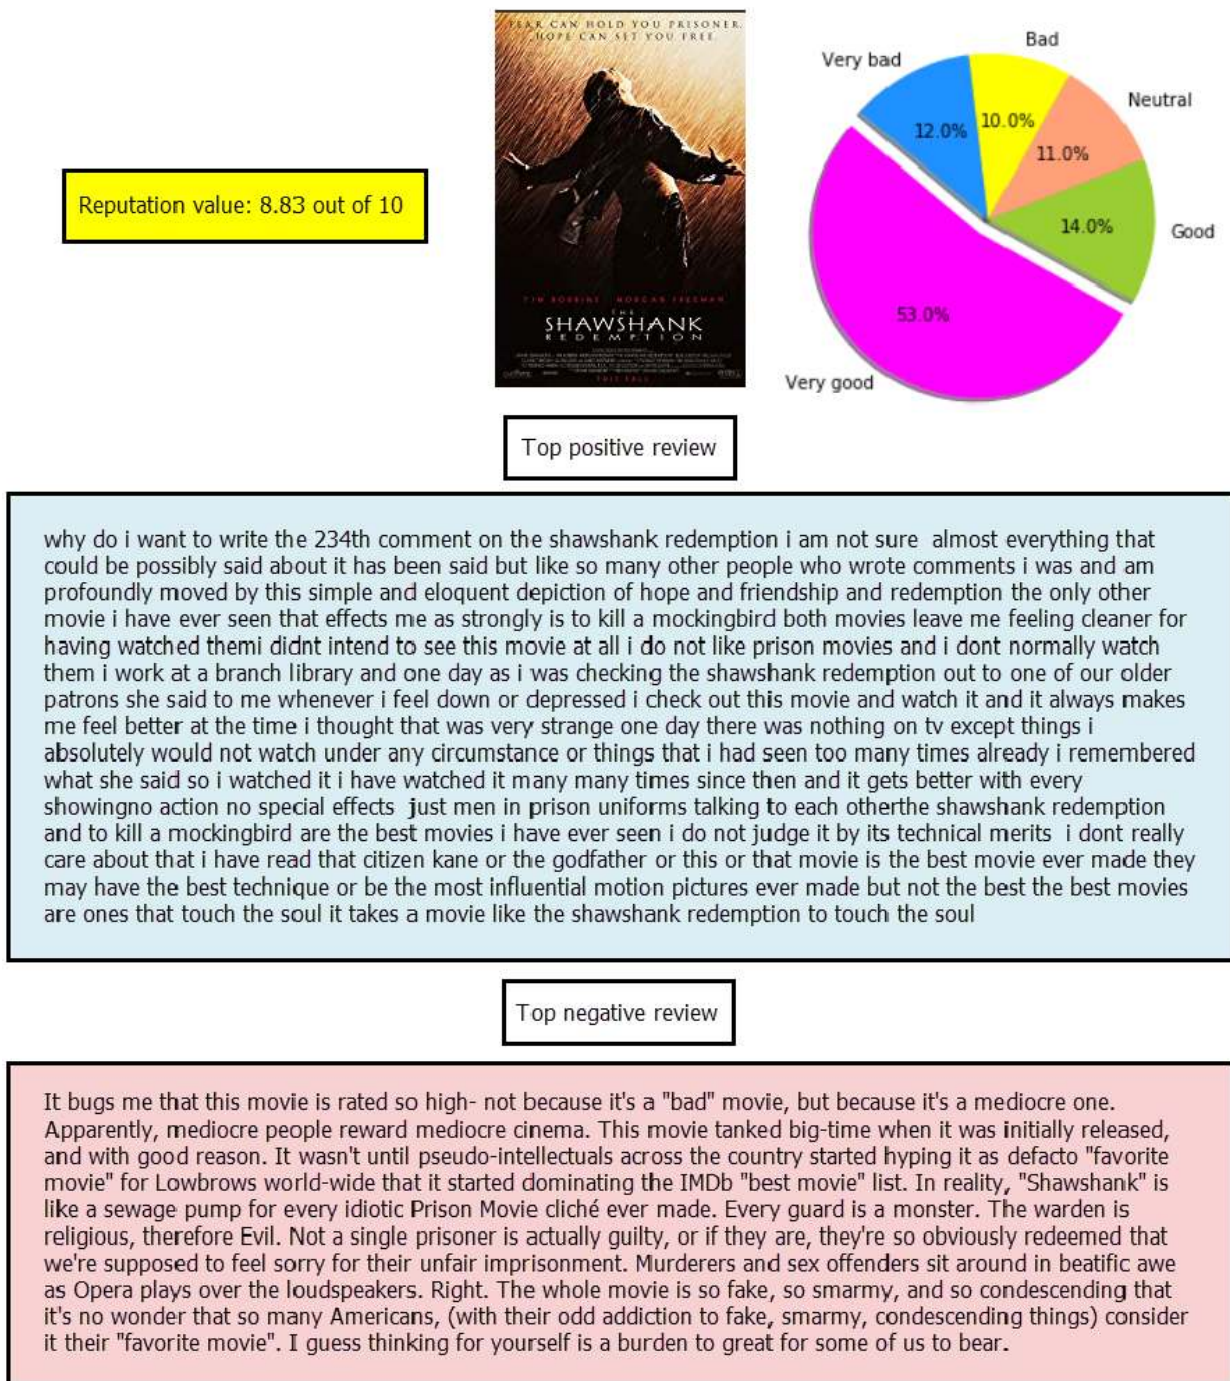 FEAR CAN HOLD YOU PRISONER.
HOPE CAN SET YOU FREE.
TIM ROBBINS MORGAN FREEMAN
THE
SHAWSHANK
REDEMPTION
THIS FALL
Reputation value: 8.83 out of 10
Bad
Very bad
Neutral
12.0%
10.0%
11.0%
14.0%
Good
53.0%
Very good
Top positive review
why do i want to write the 234th comment on the shawshank redemption i am not sure almost everything that
could be possibly said about it has been said but like so many other people who wrote comments i was and am
profoundly moved by this simple and eloquent depiction of hope and friendship and redemption the only other
movie i have ever seen that effects me as strongly is to kill a mockingbird both movies leave me feeling cleaner for
having watched themi didnt intend to see this movie at all i do not like prison movies and i dont normally watch
them i work at a branch library and one day as i was checking the shawshank redemption out to one of our older
patrons she said to me whenever i feel down or depressed i check out this movie and watch it and it always makes
me feel better at the time i thought that was very strange one day there was nothing on tv except things i
absolutely would not watch under any circumstance or things that i had seen too many times already i remembered
what she said so i watched it i have watched it many many times since then and it gets better with every
showingno action no special effects just men in prison uniforms talking to each otherthe shawshank redemption
and to kill a mockingbird are the best movies i have ever seen i do not judge it by its technical merits i dont really
care about that i have read that citizen kane or the godfather or this or that movie is the best movie ever made they
may have the best technique or be the most influential motion pictures ever made but not the best the best movies
are ones that touch the soul it takes a movie like the shawshank redemption to touch the soul
Top negative review
It bugs me that this movie is rated so high- not because it's a "bad" movie, but because it's a mediocre one.
Apparently, mediocre people reward mediocre cinema. This movie tanked big-time when it was initially released,
and with good reason. It wasn't until pseudo-intellectuals across the country started hyping it as defacto "favorite
movie" for Lowbrows world-wide that it started dominating the IMDb "best movie" list. In reality, "Shawshank" is
like a sewage pump for every idiotic Prison Movie cliché ever made. Every guard is a monster. The warden is
religious, therefore Evil. Not a single prisoner is actually guilty, or if they are, they're so obviously redeemed that
we're supposed to feel sorry for their unfair imprisonment. Murderers and sex offenders sit around in beatific awe
as Opera plays over the loudspeakers. Right. The whole movie is so fake, so smarmy, and so condescending that
it's no wonder that so many Americans, (with their odd addiction to fake, smarmy, condescending things) consider
it their "favorite movie". I guess thinking for yourself is a burden to great for some of us to bear.